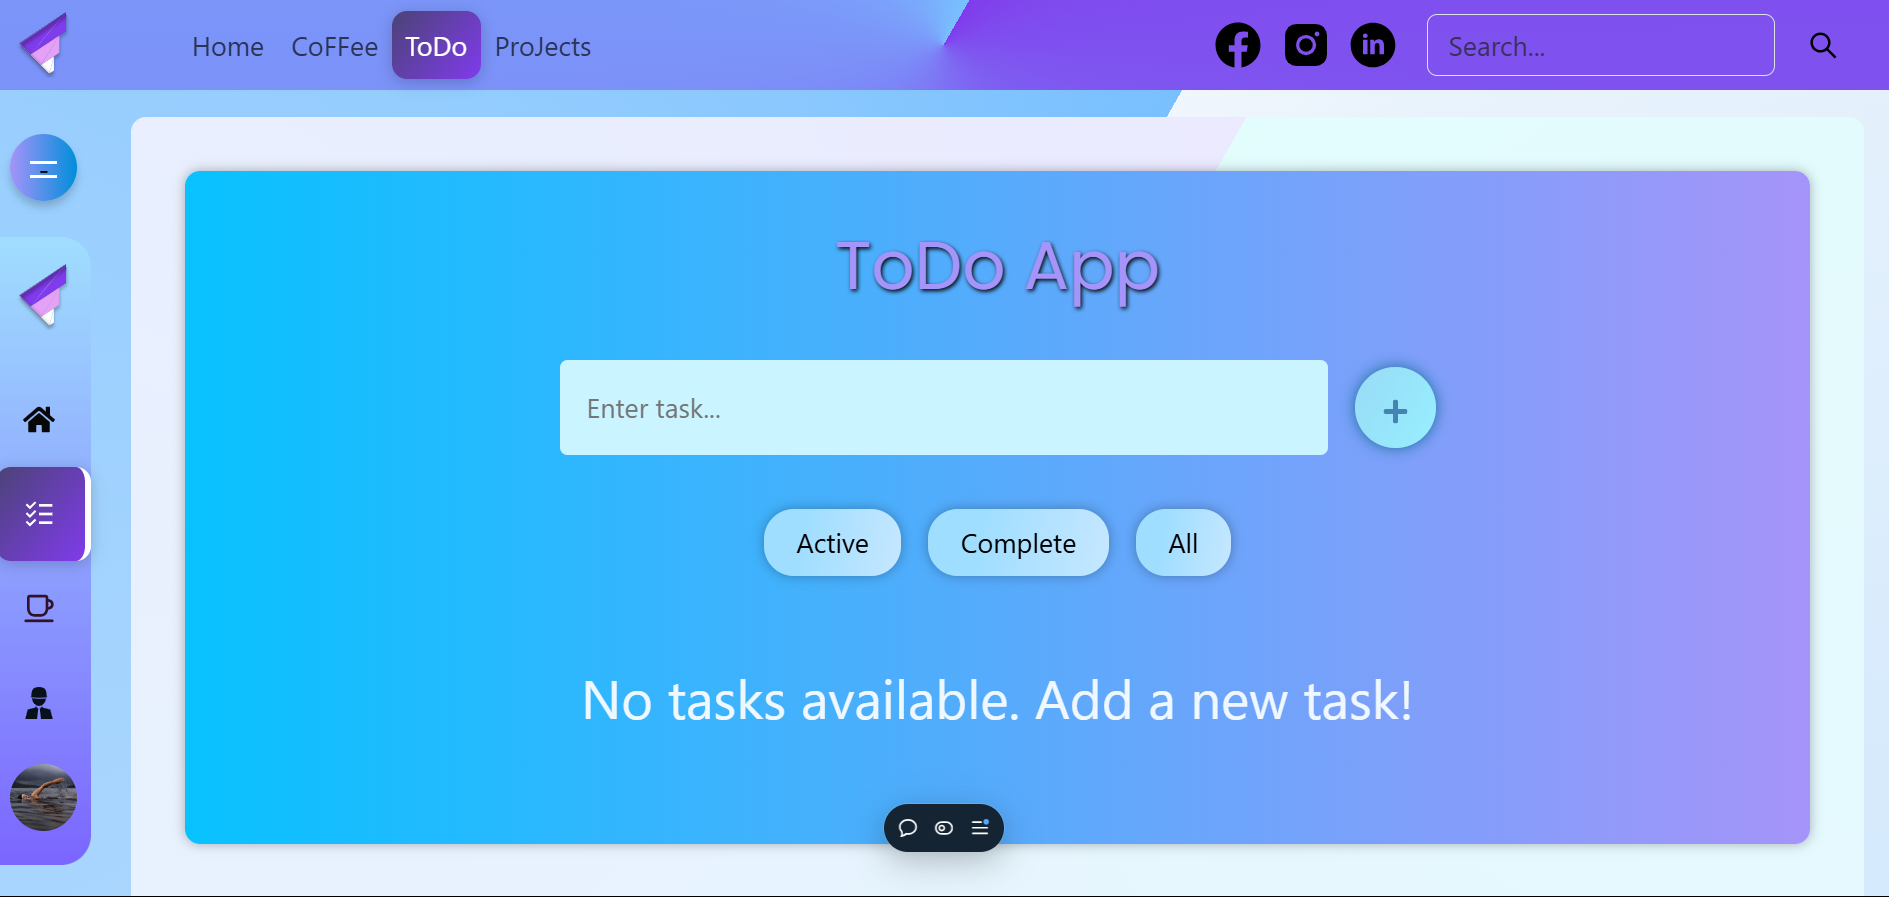 Home CoFFee ToDo ProJects Search...
ToDo App
Enter task... +
Active Complete All
No tasks available. Add a new task!